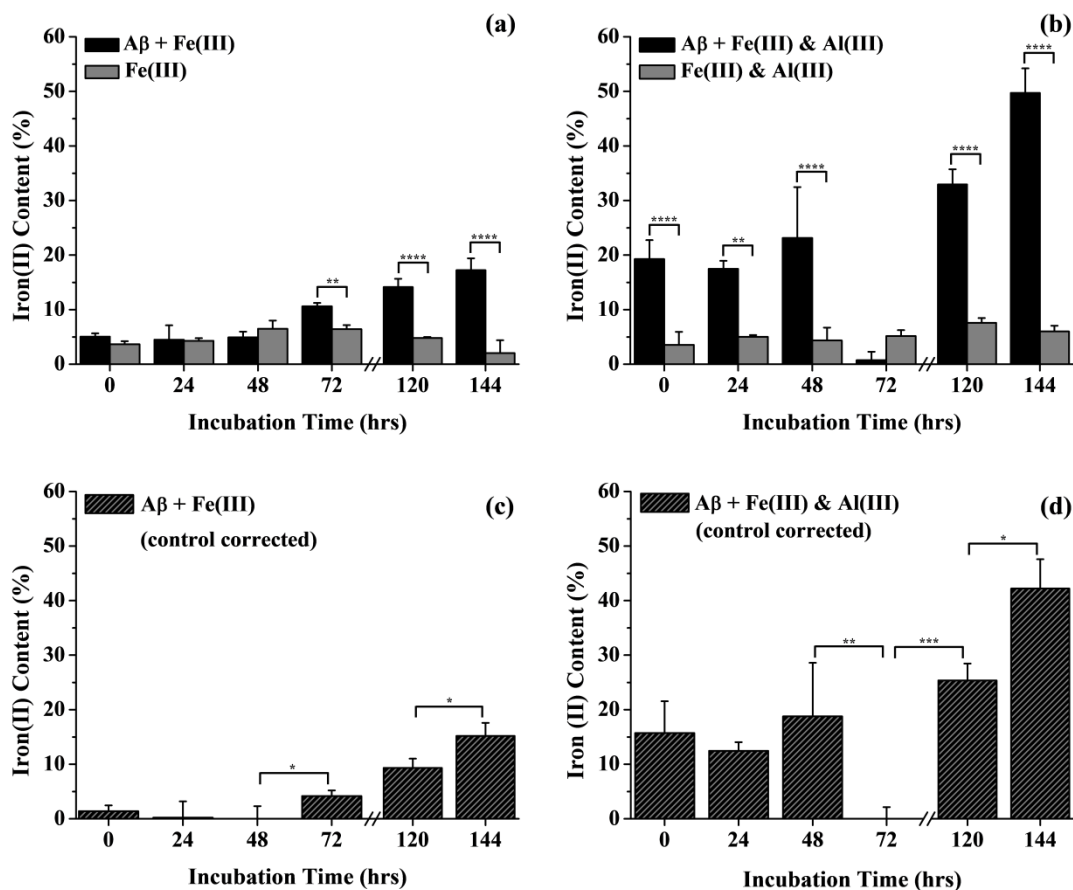 (a)
Aβ + Fe(III)
Fe(III)
Iron(II) Content (%)
60
50
40
30
20
10
0
**
****
****
0 24 48 72 120 144
Incubation Time (hrs)
(b)
Aβ + Fe(III) & Al(III)
Fe(III) & Al(III)
Iron(II) Content (%)
60
50
40
30
20
10
0
****
**
****
****
****
0 24 48 72 120 144
Incubation Time (hrs)
(c)
Aβ + Fe(III)
(control corrected)
Iron(II) Content (%)
60
50
40
30
20
10
0
*
*
0 24 48 72 120 144
Incubation Time (hrs)
(d)
Aβ + Fe(III) & Al(III)
(control corrected)
Iron (II) Content (%)
60
50
40
30
20
10
0
**
***
*
0 24 48 72 120 144
Incubation Time (hrs)